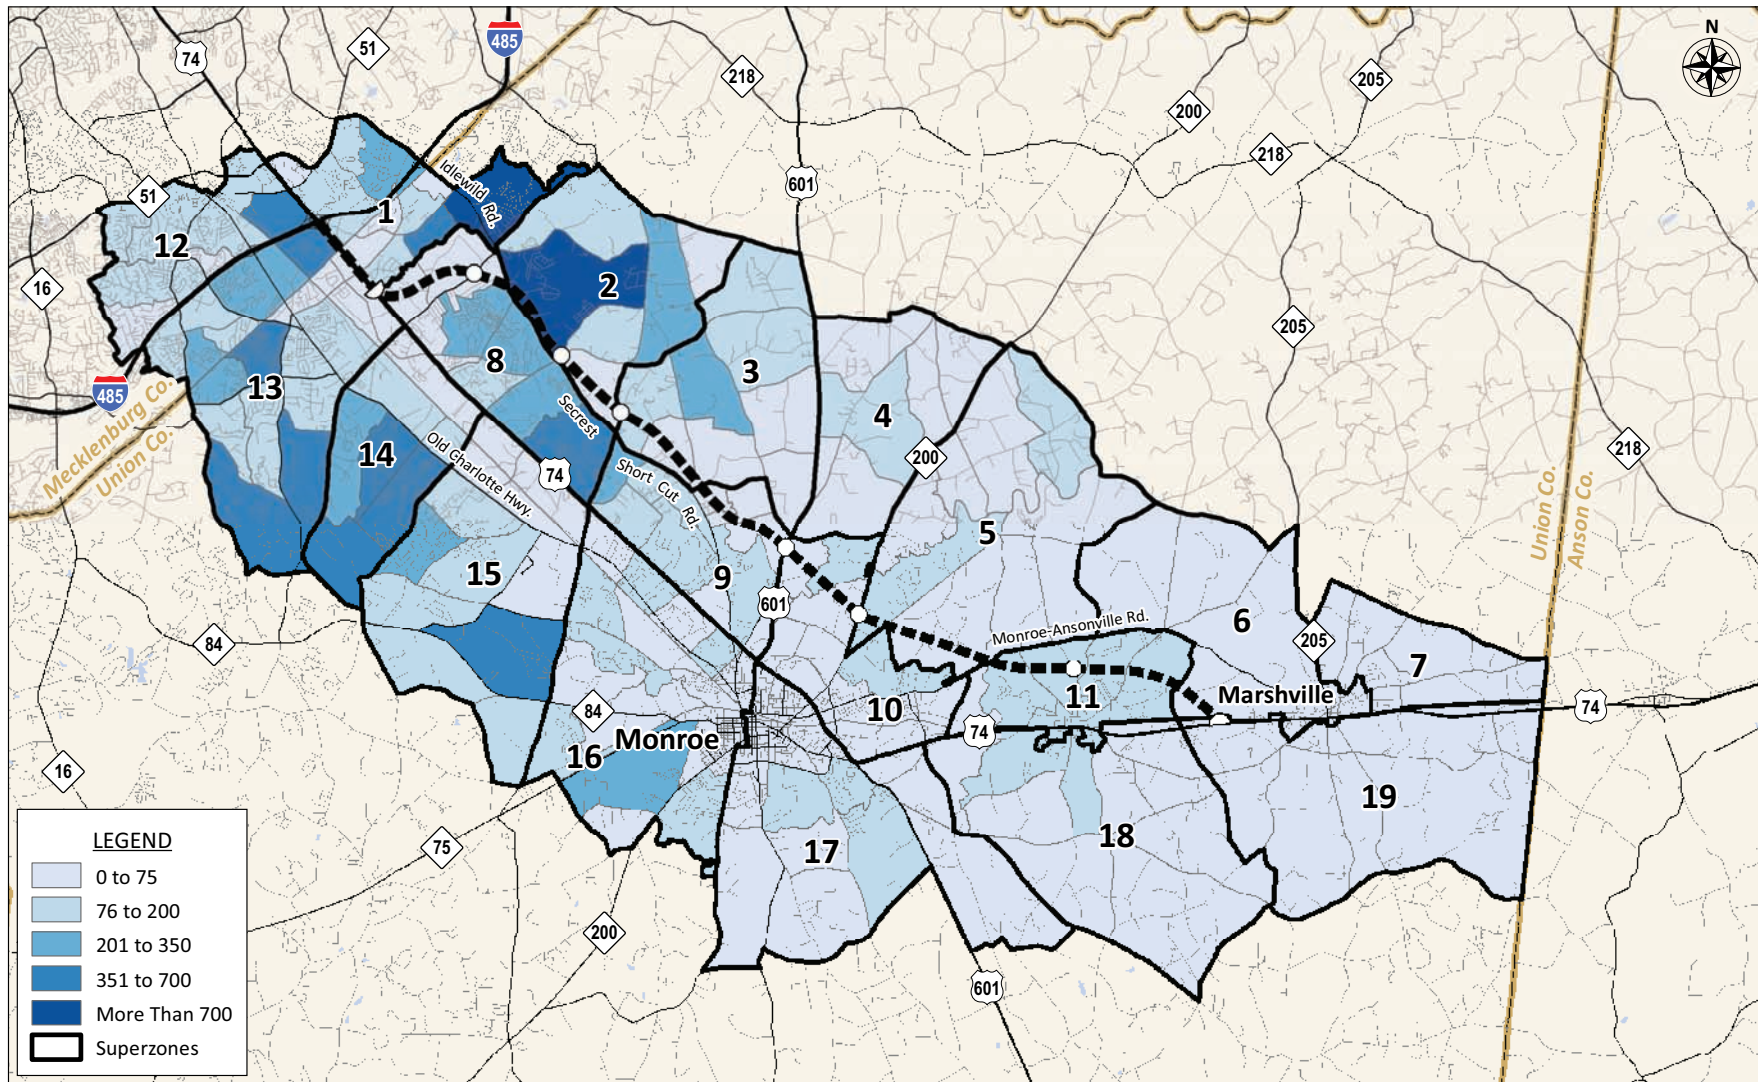 N
74
51
485
218
205
200
218
601
51
Idlewild Rd.
1
12
16
2
205
3
8
13
485
4
Mecklenburg Co.
Union Co.
14
Old Charlotte Hwy.
Secrest
Short Cut Rd.
74
200
218
Union Co.
Anson Co.
5
15
9
601
84
Monroe-Ansonville Rd.
6
205
7
84
Monroe
16
10
11
74
Marshville
74
16
19
75
17
18
200
601
LEGEND
0 to 75
76 to 200
201 to 350
351 to 700
More Than 700
Superzones